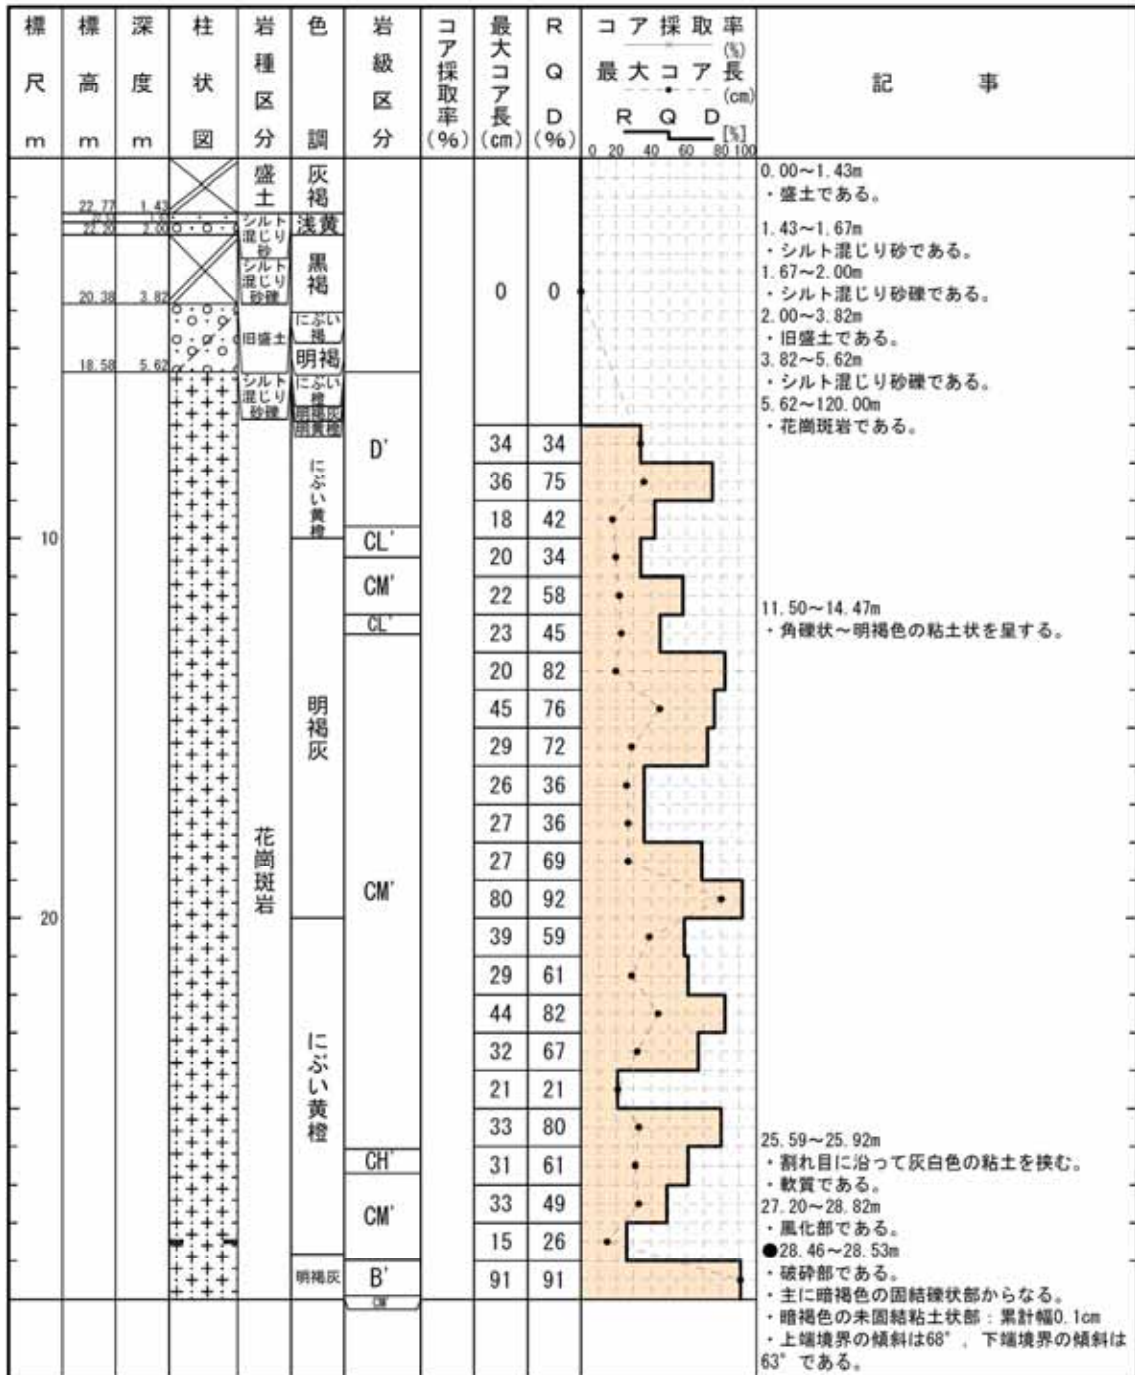 標尺 m
標高 m
深度 m
柱状図
岩種区分
色調
岩級区分
コア採取率(%)
最大コア長(cm)
RQD(%)
コア採取率
(%)
最大コア長
(cm)
RQD
[%]
0 20 40 60 80 100
記事
22.77 1.43
22.20 2.00
20.38 3.82
18.58 5.62
10
20
盛土
シルト混じり砂
シルト混じり砂礫
旧盛土
シルト混じり砂礫
花崗斑岩
灰褐
浅黄
黒褐
にぶい褐
明褐
にぶい橙
明褐灰
明黄橙
にぶい黄橙
明褐灰
にぶい黄橙
明褐灰
D'
CL'
CM'
CL'
CM'
CH'
CM'
B'
CM'
0 0
34 34
36 75
18 42
20 34
22 58
23 45
20 82
45 76
29 72
26 36
27 36
27 69
80 92
39 59
29 61
44 82
32 67
21 21
33 80
31 61
33 49
15 26
91 91
0.00～1.43m
・盛土である。
1.43～1.67m
・シルト混じり砂である。
1.67～2.00m
・シルト混じり砂礫である。
2.00～3.82m
・旧盛土である。
3.82～5.62m
・シルト混じり砂礫である。
5.62～120.00m
・花崗斑岩である。
11.50～14.47m
・角礫状～明褐色の粘土状を呈する。
25.59～25.92m
・割れ目に沿って灰白色の粘土を挟む。
・軟質である。
27.20～28.82m
・風化部である。
●28.46～28.53m
・破砕部である。
・主に暗褐色の固結礫状部からなる。
・暗褐色の未固結粘土状部：累計幅0.1cm
・上端境界の傾斜は68°，下端境界の傾斜は
63°である。